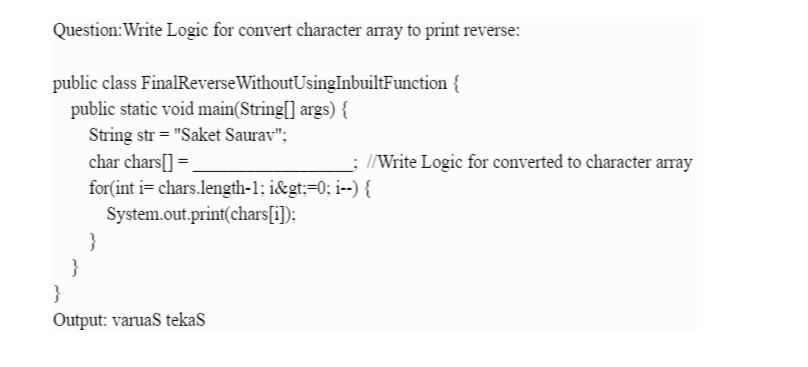 Question:Write Logic for convert character array to print reverse:
public class FinalReverseWithoutUsingInbuiltFunction {
public static void main(String[] args) {
String str = "Saket Saurav";
char chars[] = __________________; //Write Logic for converted to character array
for(int i= chars.length-1; i&gt;=0; i--) {
System.out.print(chars[i]);
}
}
}
Output: varuaS tekaS